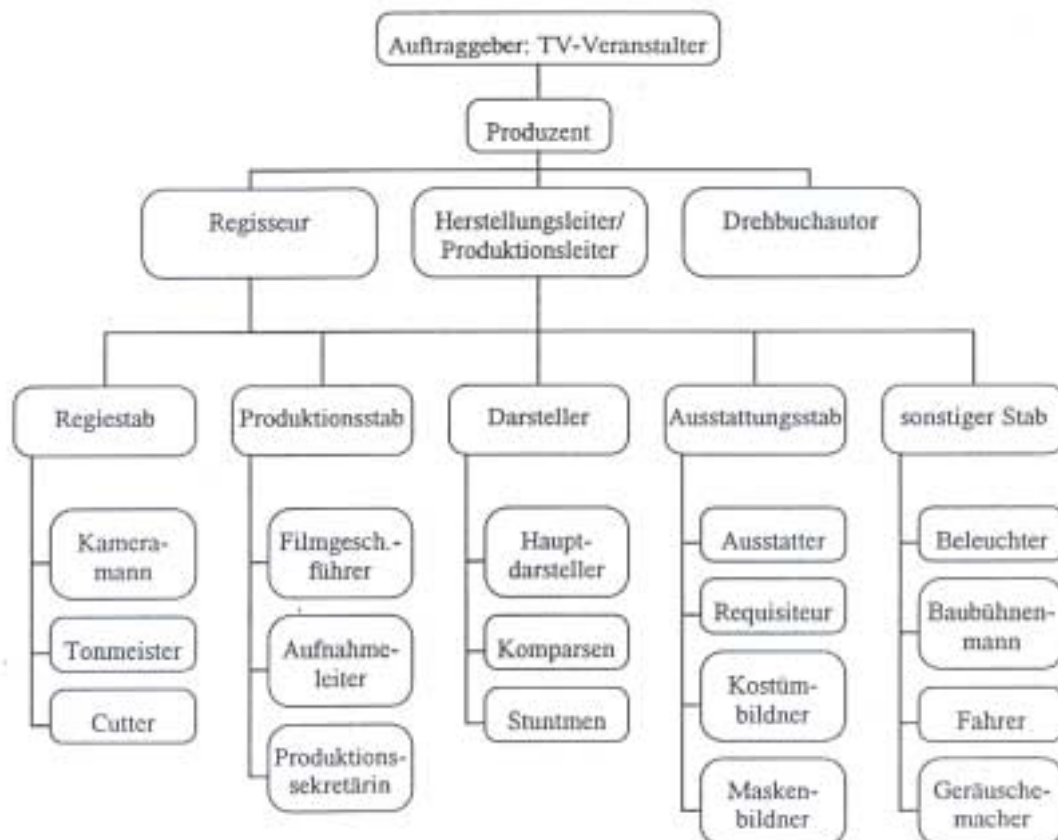 Auftraggeber: TV-Veranstalter
Produzent
Regisseur
Herstellungsleiter/
Produktionsleiter
Drehbuchautor
Regiestab
Produktionsstab
Darsteller
Ausstattungsstab
sonstiger Stab
Kamera-
mann
Tonmeister
Cutter
Filmgesch.-
führer
Aufnahme-
leiter
Produktions-
sekretärin
Haupt-
darsteller
Komparsen
Stuntmen
Ausstatter
Requisiteur
Kostüm-
bildner
Masken-
bildner
Beleuchter
Baubühnen-
mann
Fahrer
Geräusche-
macher